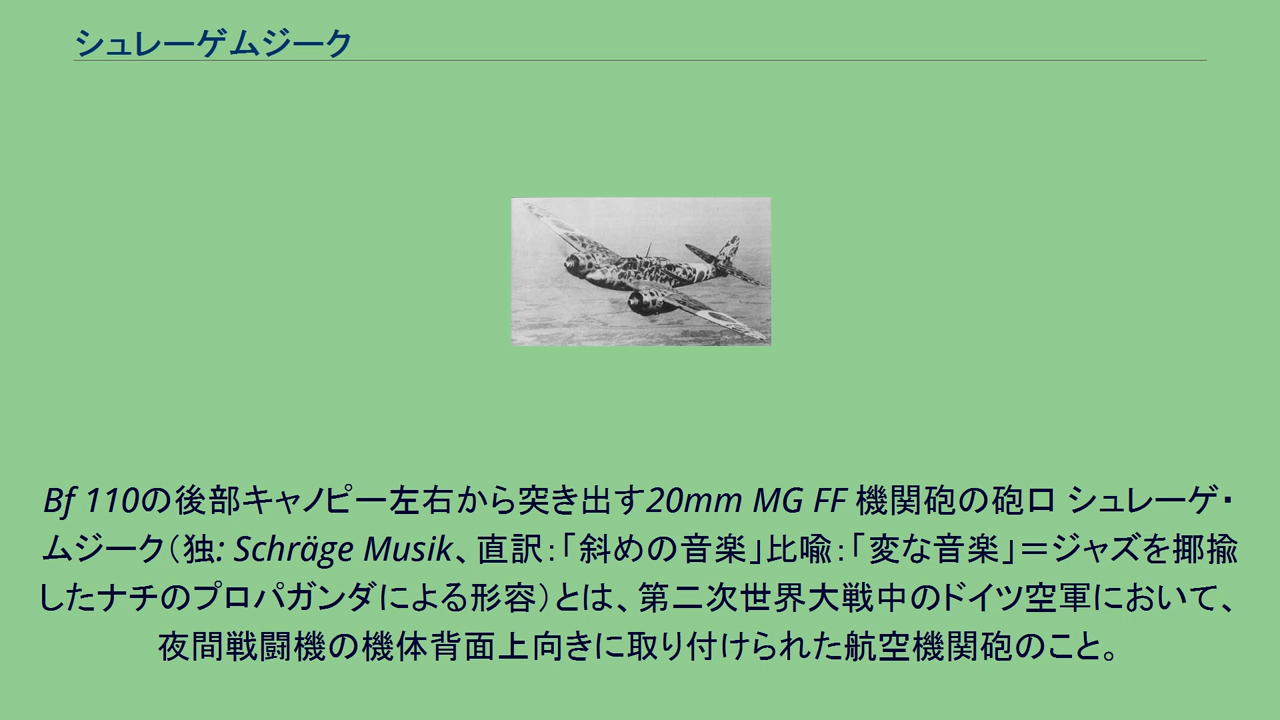 シュレーゲムジーク
Bf 110の後部キャノピー左右から突き出す20mm MG FF 機関砲の砲口 シュレーゲ・
ムジーク（独: Schräge Musik、直訳：「斜めの音楽」比喩：「変な音楽」＝ジャズを揶揄
したナチのプロパガンダによる形容）とは、第二次世界大戦中のドイツ空軍において、
夜間戦闘機の機体背面上向きに取り付けられた航空機関砲のこと。